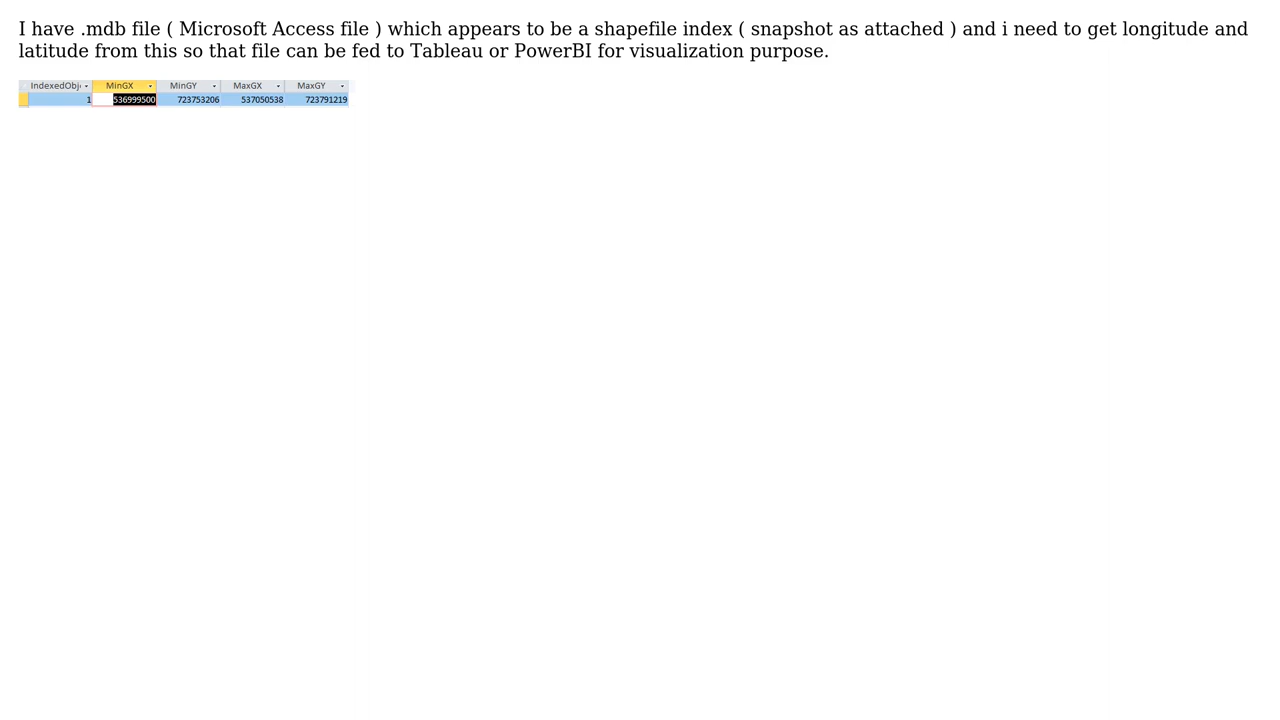 I have .mdb file ( Microsoft Access file ) which appears to be a shapefile index ( snapshot as attached ) and i need to get longitude and
latitude from this so that file can be fed to Tableau or PowerBI for visualization purpose.
IndexedObj MinGX MinGY MaxGX MaxGY
1 536999500 723753206 537050538 723791219